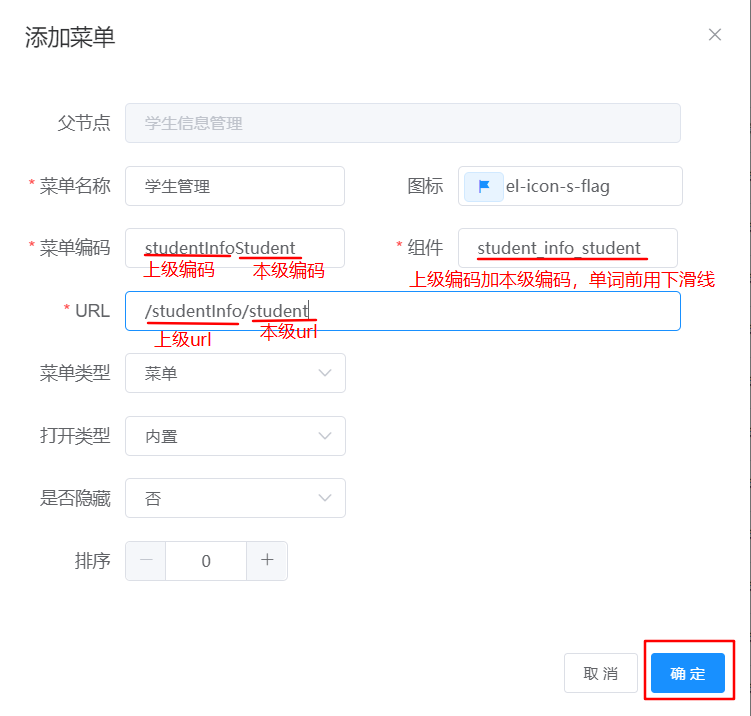 添加菜单
父节点 学生信息管理
* 菜单名称 学生管理 图标 el-icon-s-flag
* 菜单编码 studentInfoStudent * 组件 student_info_student
上级编码 本级编码 上级编码加本级编码，单词前用下滑线
* URL /studentInfo/student
上级url 本级url
菜单类型 菜单
打开类型 内置
是否隐藏 否
排序 0
取 消 确 定